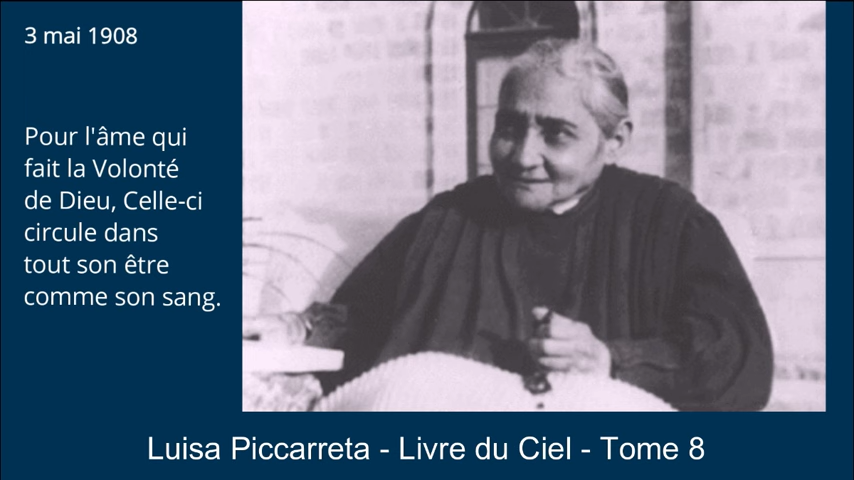 3 mai 1908
Pour l'âme qui
fait la Volonté
de Dieu, Celle-ci
circule dans
tout son être
comme son sang.
Luisa Piccarreta - Livre du Ciel - Tome 8